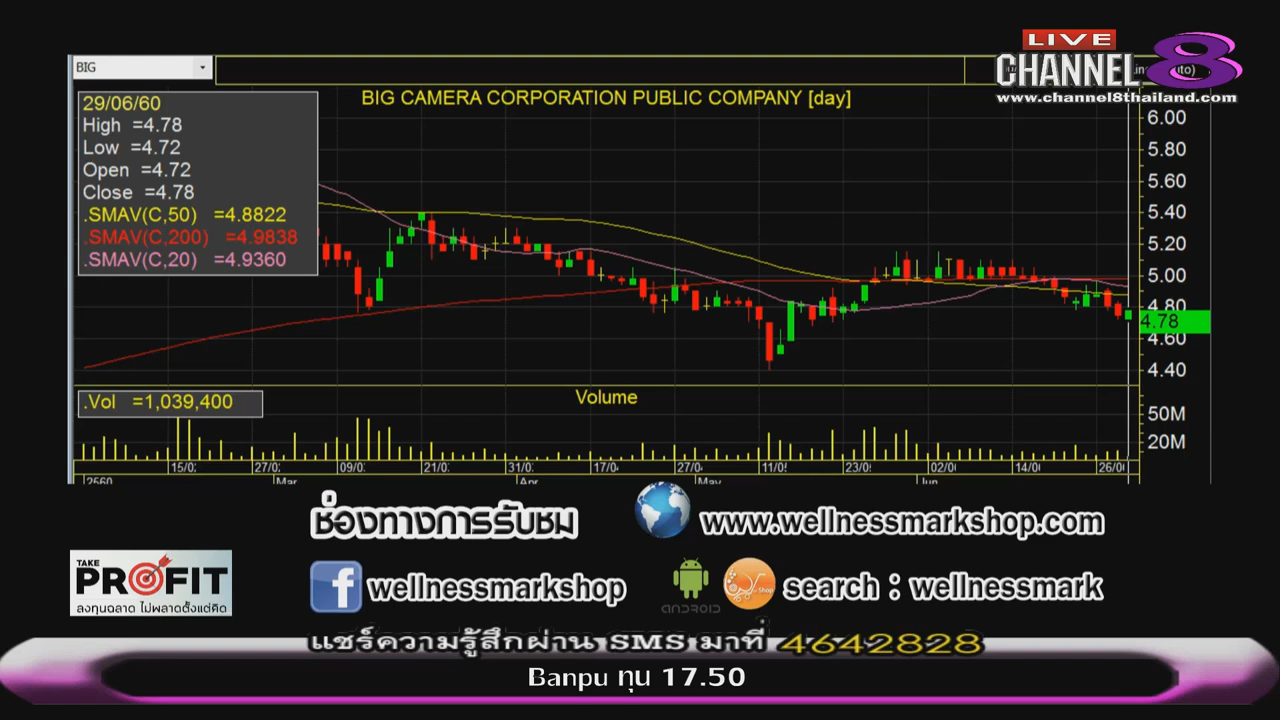 LIVE
CHANNEL 8
www.channel8thailand.com
BIG
BIG CAMERA CORPORATION PUBLIC COMPANY [day]
29/06/60
High =4.78
Low =4.72
Open =4.72
Close =4.78
.SMAV(C,50) =4.8822
.SMAV(C,200) =4.9838
.SMAV(C,20) =4.9360
6.00
5.80
5.60
5.40
5.20
5.00
4.80
4.78
4.60
4.40
.Vol =1,039,400
Volume
50M
20M
15/0
27/0
09/0
21/0
31/0
17/0
27/0
11/0
23/0
02/0
14/0
26/0
2560
Mar
Apr
May
Jun
ช่องทางการรับชม
www.wellnessmarkshop.com
TAKE
PROFIT
ลงทุนฉลาด ไม่พลาดตั้งแต่คิด
f wellnessmarkshop
android
Shop
search : wellnessmark
แชร์ความรู้สึกผ่าน SMS มาที่ 4642828
Banpu ทุน 17.50